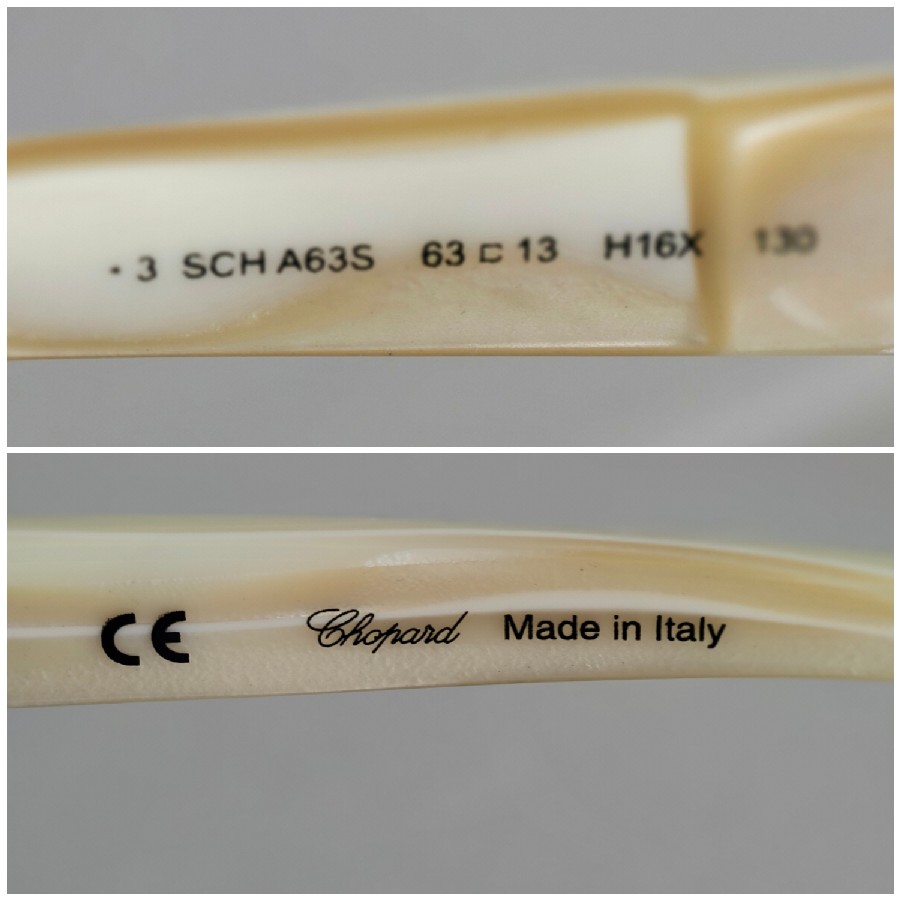 • 3 SCH A63S 63 □ 13 H16X 130
CE Chopard Made in Italy